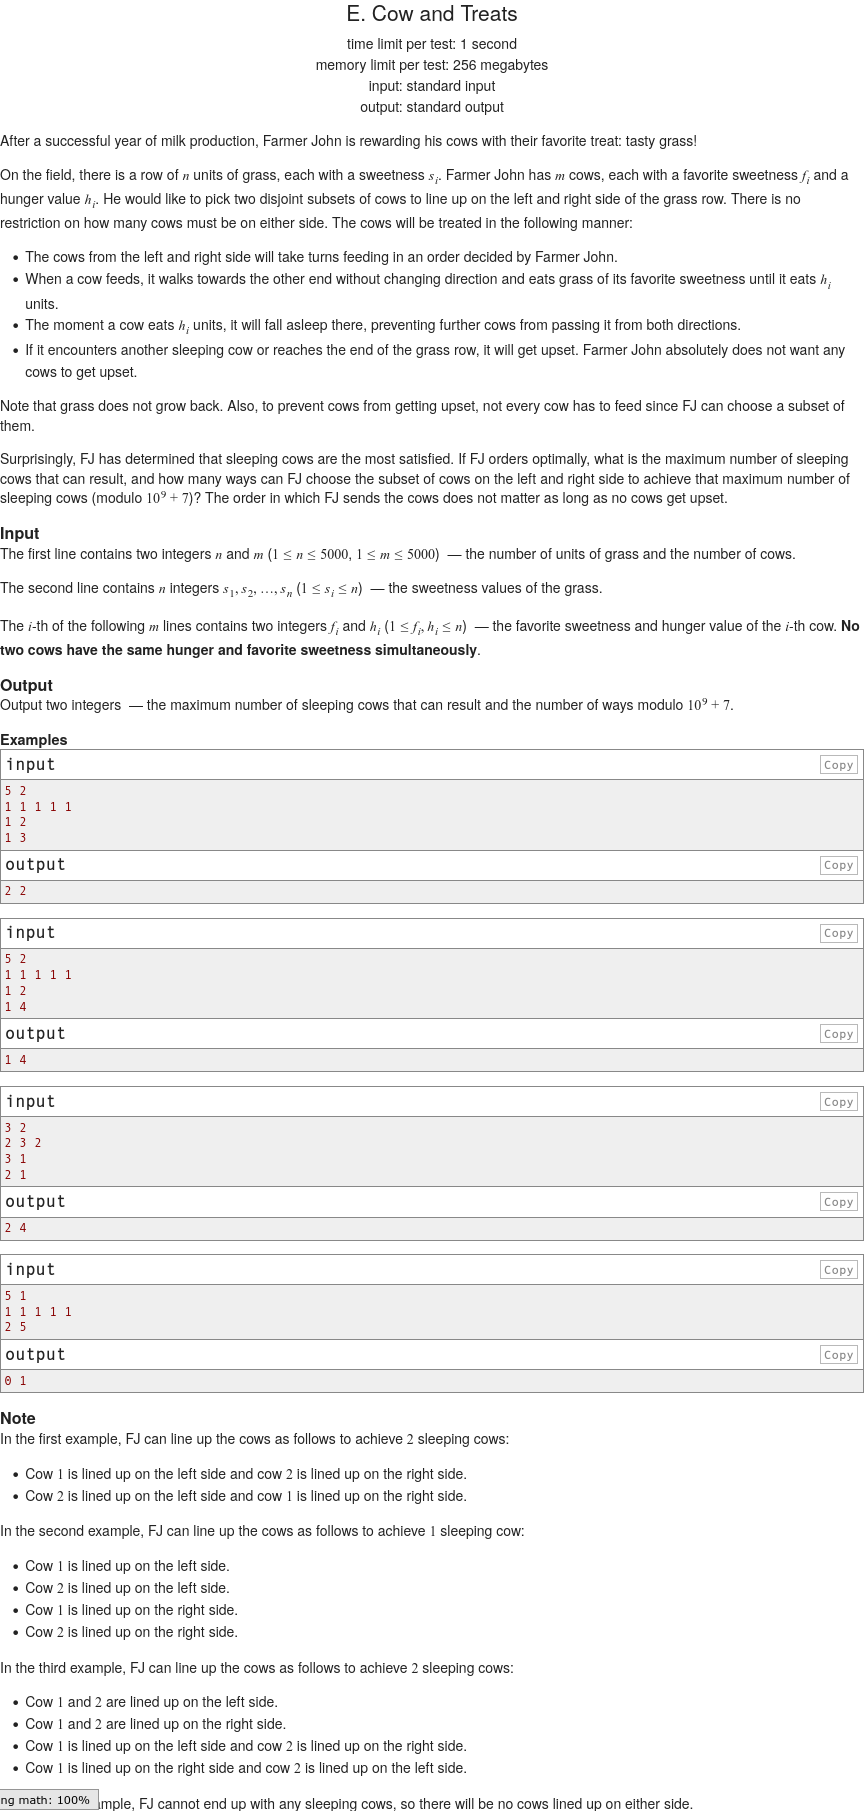 E. Cow and Treats
time limit per test: 1 second
memory limit per test: 256 megabytes
input: standard input
output: standard output
After a successful year of milk production, Farmer John is rewarding his cows with their favorite treat: tasty grass!
On the field, there is a row of n units of grass, each with a sweetness s_i. Farmer John has m cows, each with a favorite sweetness f_i and a
hunger value h_i. He would like to pick two disjoint subsets of cows to line up on the left and right side of the grass row. There is no
restriction on how many cows must be on either side. The cows will be treated in the following manner:
• The cows from the left and right side will take turns feeding in an order decided by Farmer John.
• When a cow feeds, it walks towards the other end without changing direction and eats grass of its favorite sweetness until it eats h_i
units.
• The moment a cow eats h_i units, it will fall asleep there, preventing further cows from passing it from both directions.
• If it encounters another sleeping cow or reaches the end of the grass row, it will get upset. Farmer John absolutely does not want any
cows to get upset.
Note that grass does not grow back. Also, to prevent cows from getting upset, not every cow has to feed since FJ can choose a subset of
them.
Surprisingly, FJ has determined that sleeping cows are the most satisfied. If FJ orders optimally, what is the maximum number of sleeping
cows that can result, and how many ways can FJ choose the subset of cows on the left and right side to achieve that maximum number of
sleeping cows (modulo 10^9 + 7)? The order in which FJ sends the cows does not matter as long as no cows get upset.
Input
The first line contains two integers n and m (1 ≤ n ≤ 5000, 1 ≤ m ≤ 5000) — the number of units of grass and the number of cows.
The second line contains n integers s_1, s_2, …, s_n (1 ≤ s_i ≤ n) — the sweetness values of the grass.
The i-th of the following m lines contains two integers f_i and h_i (1 ≤ f_i, h_i ≤ n) — the favorite sweetness and hunger value of the i-th cow. No
two cows have the same hunger and favorite sweetness simultaneously.
Output
Output two integers — the maximum number of sleeping cows that can result and the number of ways modulo 10^9 + 7.
Examples
input Copy
5 2
1 1 1 1 1
1 2
1 3
output Copy
2 2
input Copy
5 2
1 1 1 1 1
1 2
1 4
output Copy
1 4
input Copy
3 2
2 3 2
3 1
2 1
output Copy
2 4
input Copy
5 1
1 1 1 1 1
2 5
output Copy
0 1
Note
In the first example, FJ can line up the cows as follows to achieve 2 sleeping cows:
• Cow 1 is lined up on the left side and cow 2 is lined up on the right side.
• Cow 2 is lined up on the left side and cow 1 is lined up on the right side.
In the second example, FJ can line up the cows as follows to achieve 1 sleeping cow:
• Cow 1 is lined up on the left side.
• Cow 2 is lined up on the left side.
• Cow 1 is lined up on the right side.
• Cow 2 is lined up on the right side.
In the third example, FJ can line up the cows as follows to achieve 2 sleeping cows:
• Cow 1 and 2 are lined up on the left side.
• Cow 1 and 2 are lined up on the right side.
• Cow 1 is lined up on the left side and cow 2 is lined up on the right side.
• Cow 1 is lined up on the right side and cow 2 is lined up on the left side.
ng math: 100% mple, FJ cannot end up with any sleeping cows, so there will be no cows lined up on either side.